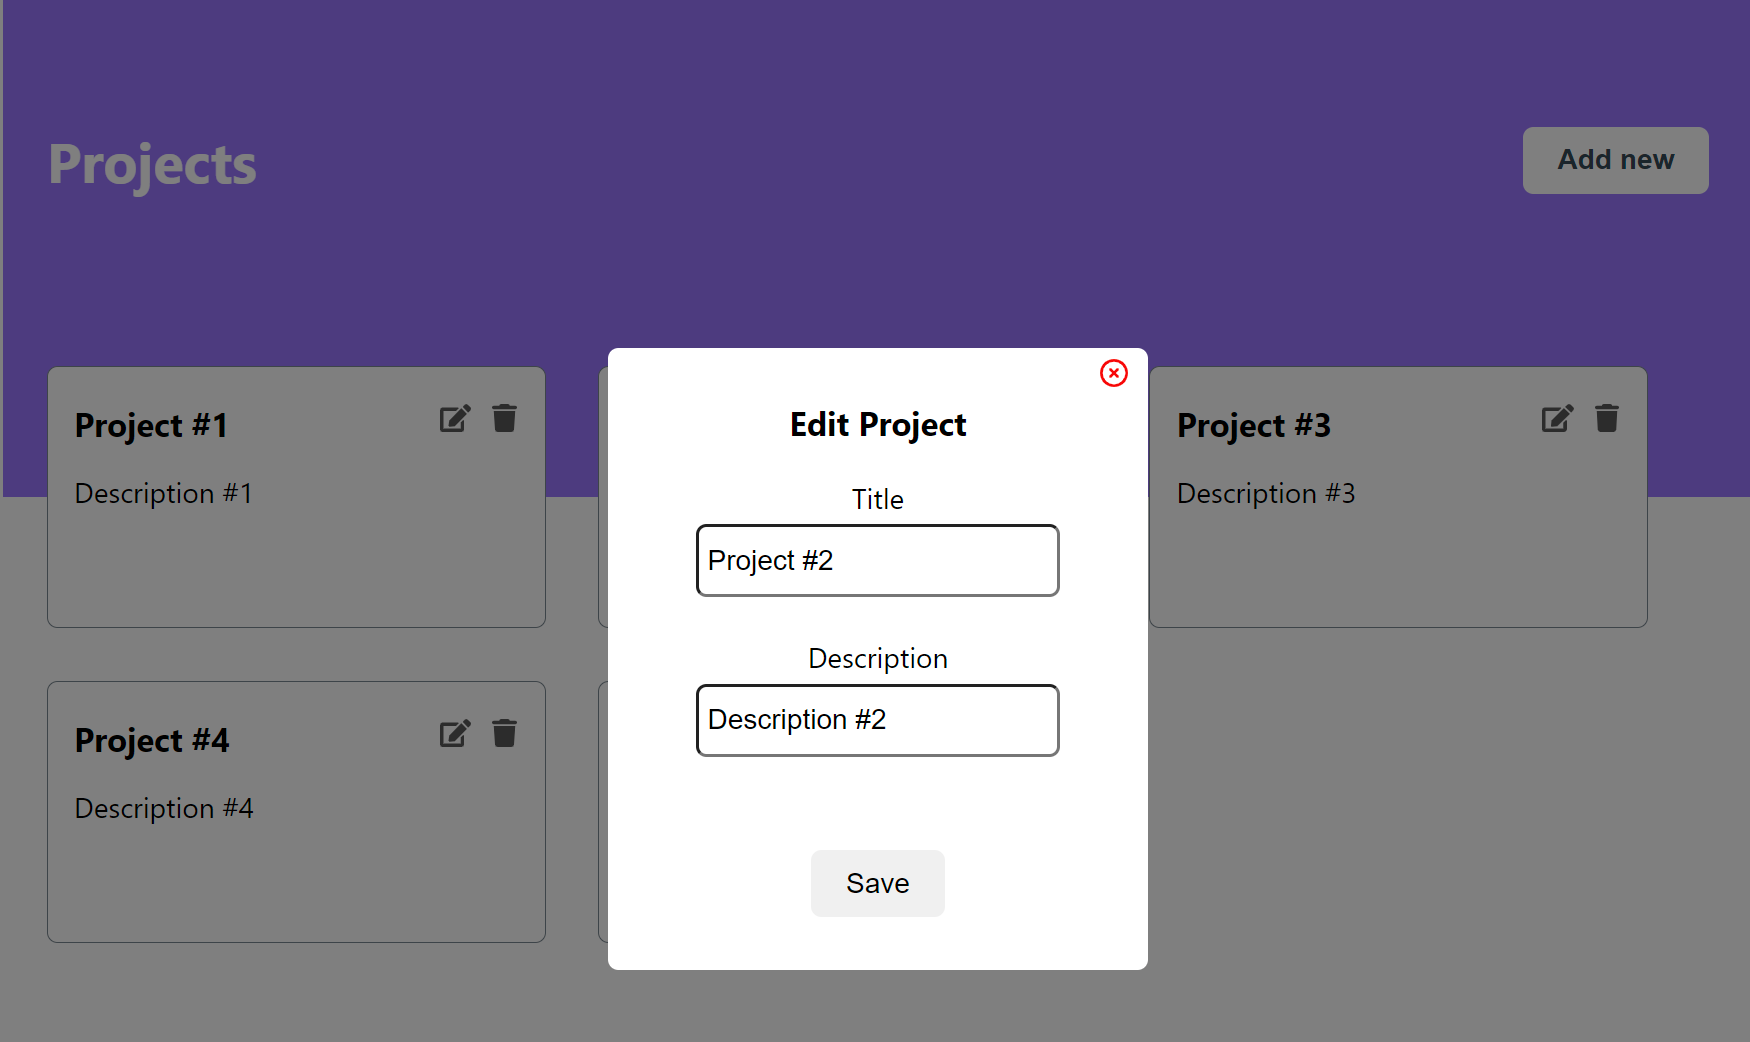 Projects
Add new
Project #1
Description #1
Edit Project
Title
Project #2
Description
Description #2
Save
Project #3
Description #3
Project #4
Description #4